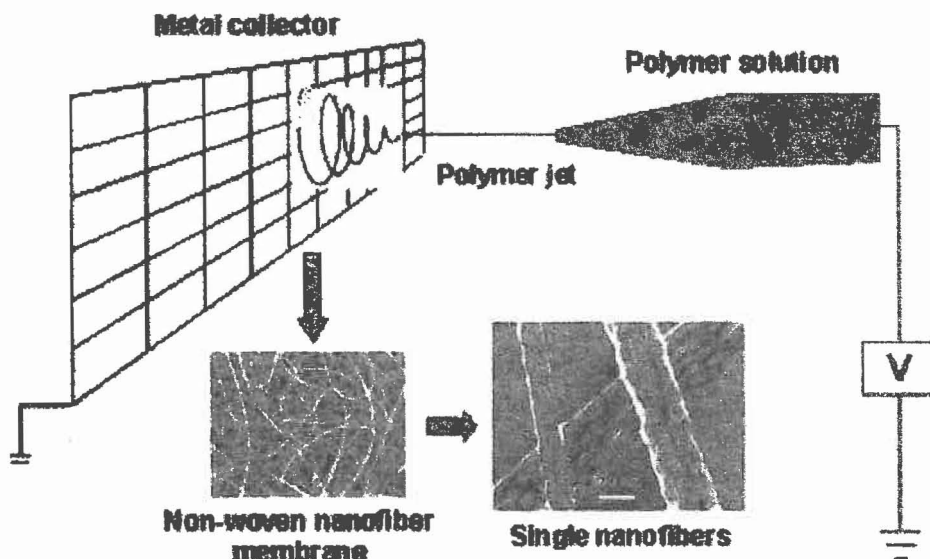 Metal collector
Polymer solution
Polymer jet
V
Non-woven nanofiber
membrane
Single nanofibers